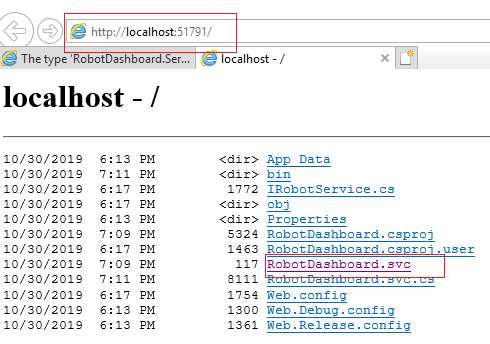 http://localhost:51791/
The type 'RobotDashboard.Ser...
localhost - /
localhost - /
10/30/2019 6:13 PM <dir> App Data
10/30/2019 7:11 PM <dir> bin
10/30/2019 6:17 PM 1772 IRobotService.cs
10/30/2019 6:17 PM <dir> obj
10/30/2019 6:13 PM <dir> Properties
10/30/2019 7:09 PM 5324 RobotDashboard.csproj
10/30/2019 6:17 PM 1463 RobotDashboard.csproj.user
10/30/2019 7:09 PM 117 RobotDashboard.svc
10/30/2019 7:11 PM 8111 RobotDashboard.svc.cs
10/30/2019 6:17 PM 1754 Web.config
10/30/2019 6:13 PM 1300 Web.Debug.config
10/30/2019 6:13 PM 1361 Web.Release.config